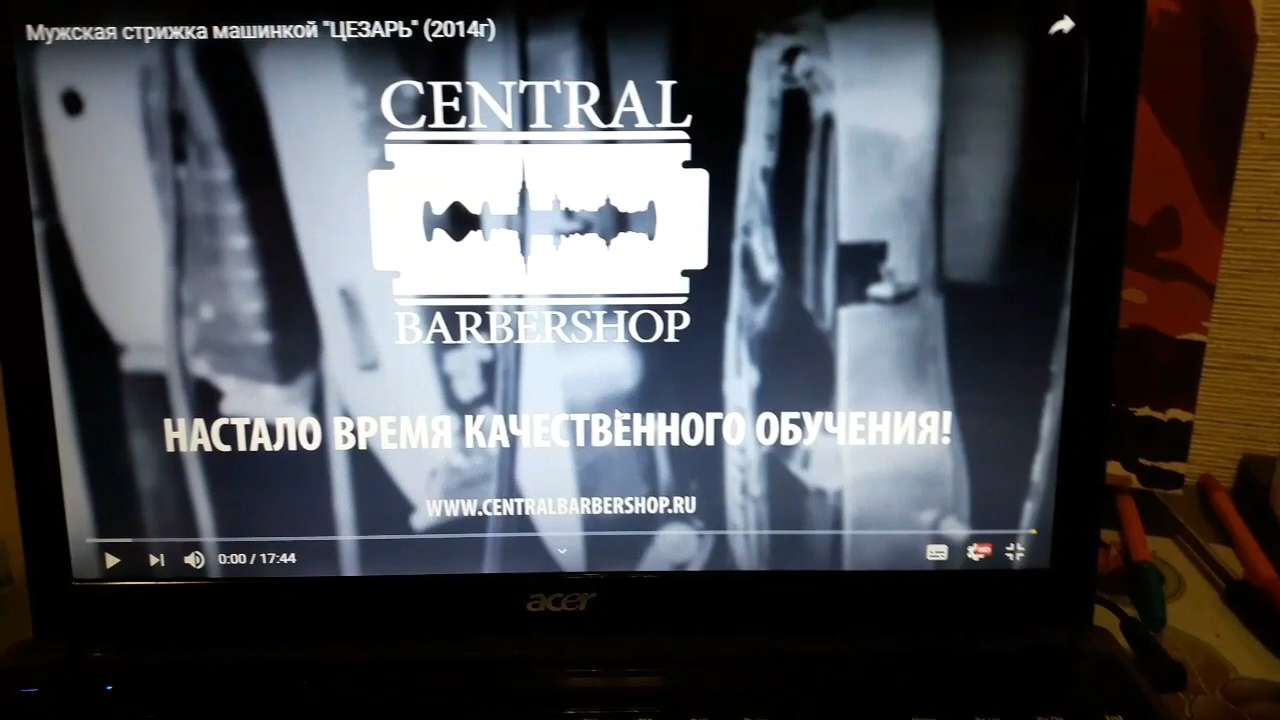 Мужская стрижка машинкой "ЦЕЗАРЬ" (2014г)
CENTRAL
BARBERSHOP
НАСТАЛО ВРЕМЯ КАЧЕСТВЕННОГО ОБУЧЕНИЯ!
WWW.CENTRALBARBERSHOP.RU
0:00 / 17:44
acer